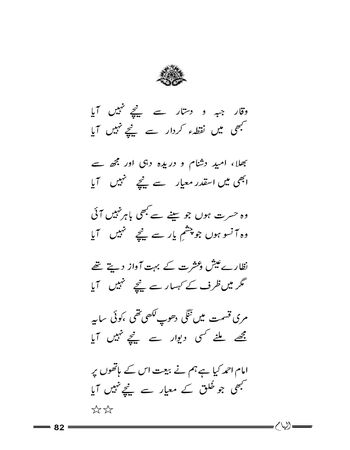 وقار جبہ و دستار سے نیچے نہیں آیا
کبھی میں نقطہء کردار سے نیچے نہیں آیا
بھلا، امید دشنام و دریدہ دہنی اور مجھ سے
ابھی میں اسقدر معیار سے نیچے نہیں آیا
وہ حسرت ہوں جو سینے سے کبھی باہر نہیں آئی
وہ آنسو ہوں جو چشمِ یار سے نیچے نہیں آیا
نظارے عیش و عشرت کے بہت آواز دیتے تھے
مگر میں ظرف کے کہسار سے نیچے نہیں آیا
مری قسمت میں ننگی دھوپ لکھی تھی ،کوئی سایہ
مجھے ملنے کسی دیوار سے نیچے نہیں آیا
امام احمد کیا ہے ہم نے بیعت اس کے ہاتھوں پر
کبھی جو خُلق کے معیار سے نیچے نہیں آیا
☆☆
82